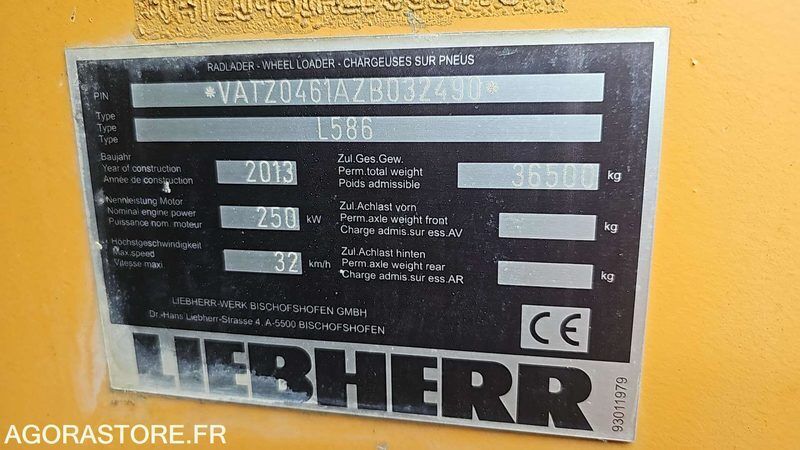 RADLADER - WHEEL LOADER - CHARGEUSES SUR PNEUS
PIN *VATZ0461AZB032490*
Type
Type L586
Type
Baujahr
Year of construction 2013
Année de construction
Nennleistung Motor
Nominal engine power 250 kW
Puissance nom. moteur
Höchstgeschwindigkeit
Max.speed 32 km/h
Vitesse maxi
Zul.Ges.Gew.
Perm.total weight 36500 kg
Poids admissible
Zul.Achlast vorn
Perm.axle weight front kg
Charge admis.sur ess.AV
Zul.Achlast hinten
Perm.axle weight rear kg
Charge admis.sur ess.AR
LIEBHERR-WERK BISCHOFSHOFEN GMBH
Dr.-Hans Liebherr-Strasse 4, A-5500 BISCHOFSHOFEN
CE
LIEBHERR
93011979
AGORASTORE.FR